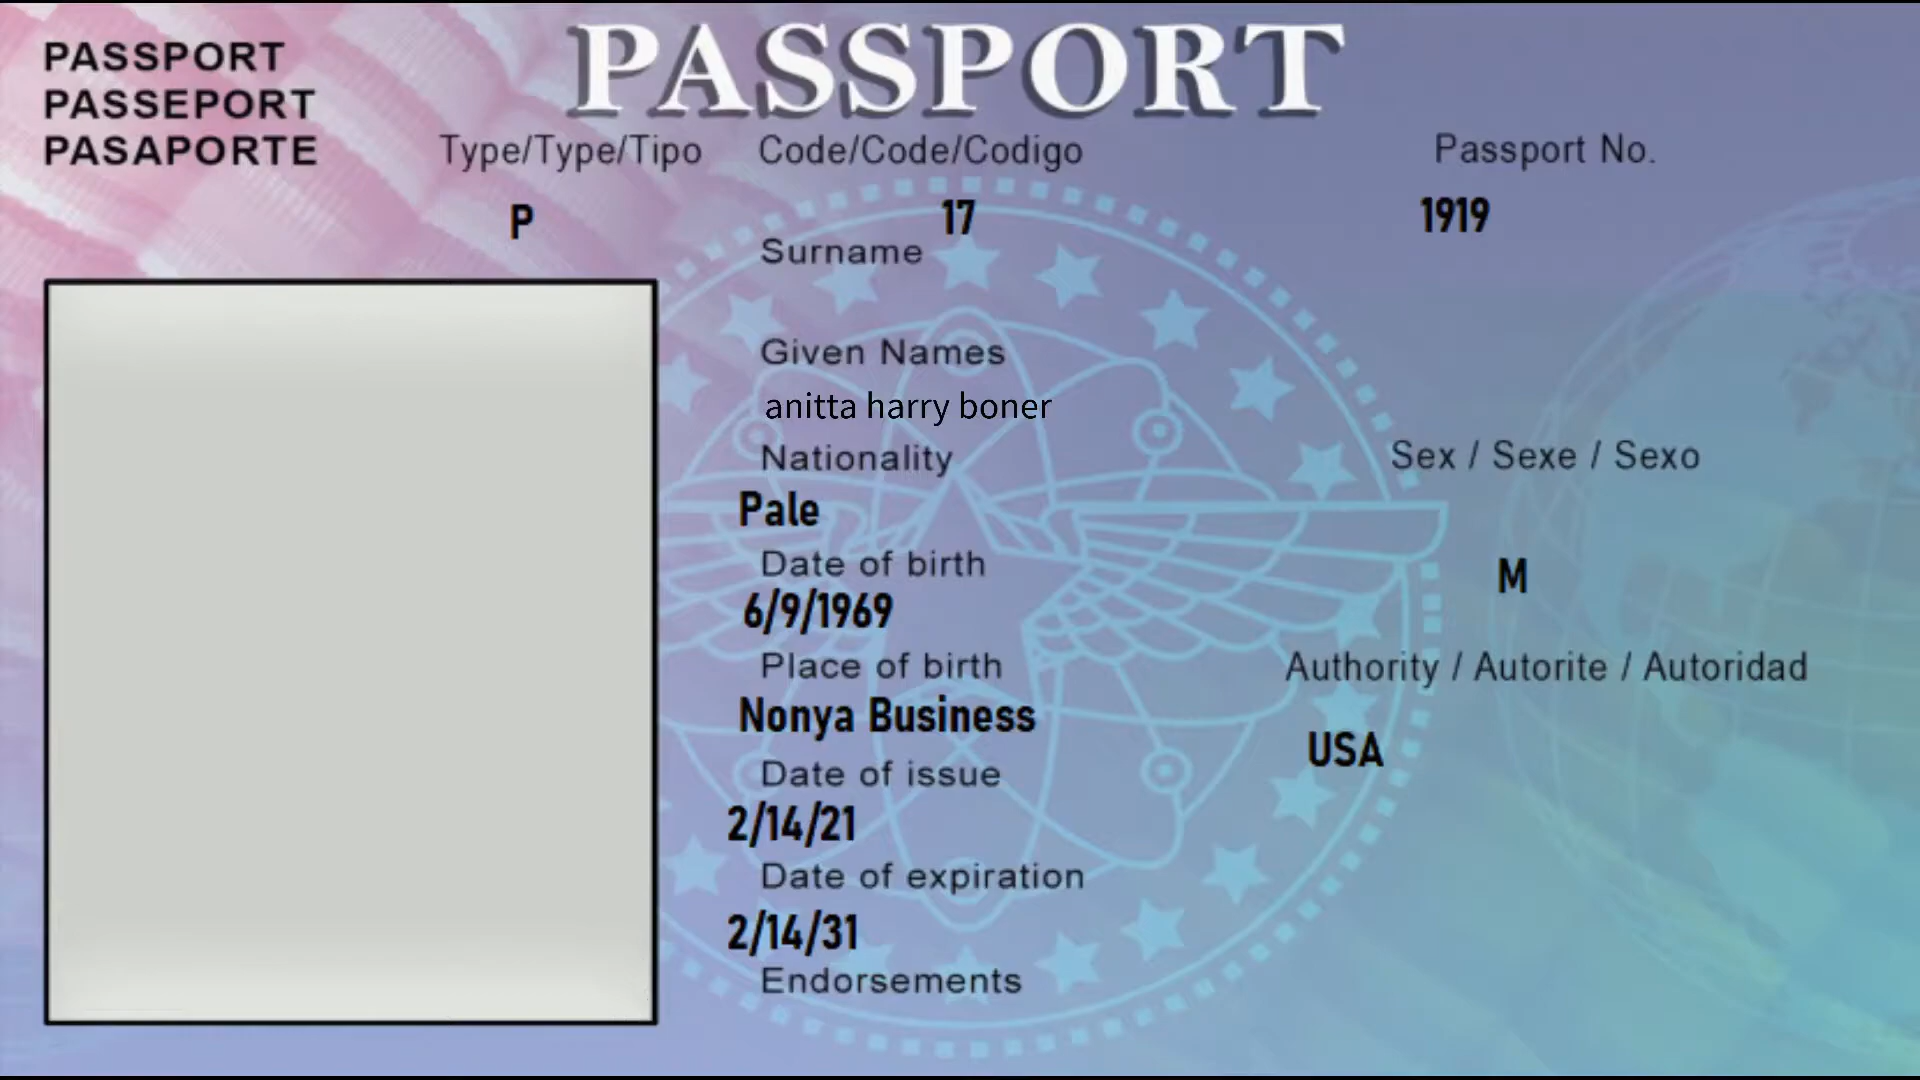 PASSPORT
PASSPORT
PASSEPORT
PASAPORTE
Type/Type/Tipo Code/Code/Codigo Passport No.
P 17 1919
Surname
Given Names
anitta harry boner
Nationality Sex / Sexe / Sexo
Pale
Date of birth M
6/9/1969
Place of birth Authority / Autorite / Autoridad
Nonya Business
USA
Date of issue
2/14/21
Date of expiration
2/14/31
Endorsements